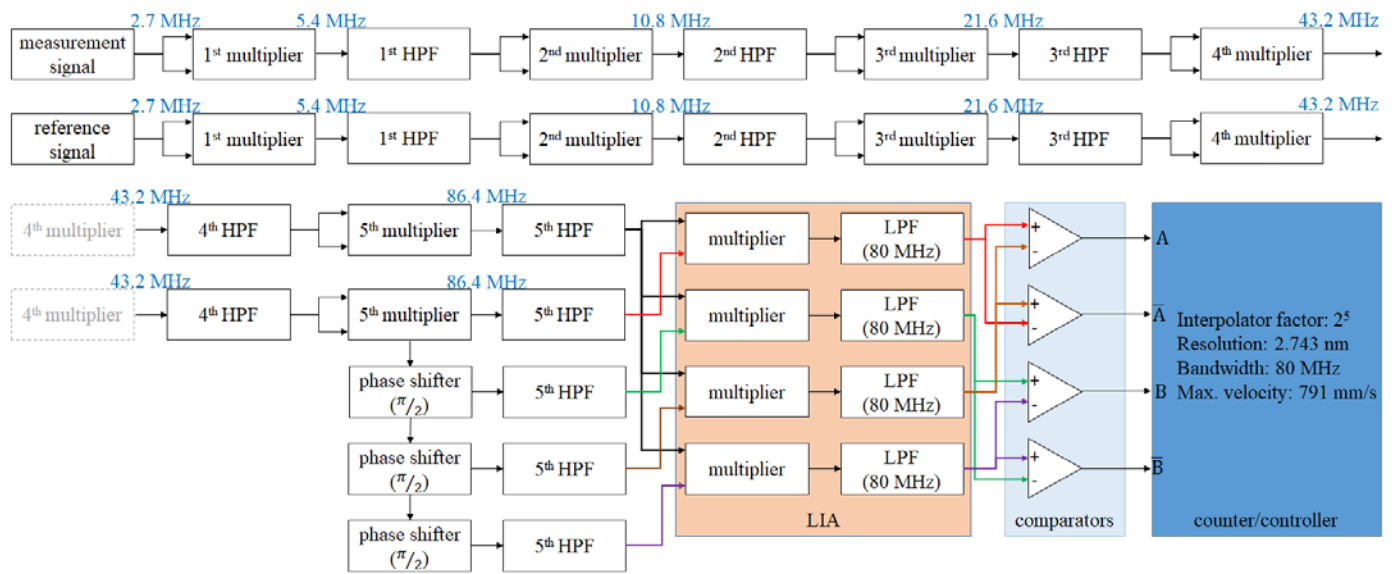 2.7 MHz
5.4 MHz
10.8 MHz
21.6 MHz
43.2 MHz
measurement
signal
1st multiplier
1st HPF
2nd multiplier
2nd HPF
3rd multiplier
3rd HPF
4th multiplier
2.7 MHz
5.4 MHz
10.8 MHz
21.6 MHz
43.2 MHz
reference
signal
1st multiplier
1st HPF
2nd multiplier
2nd HPF
3rd multiplier
3rd HPF
4th multiplier
43.2 MHz
86.4 MHz
4th multiplier
4th HPF
5th multiplier
5th HPF
multiplier
LPF
(80 MHz)
+
-
A
43.2 MHz
86.4 MHz
4th multiplier
4th HPF
5th multiplier
5th HPF
multiplier
LPF
(80 MHz)
+
-
A̅
Interpolator factor: 2⁵
Resolution: 2.743 nm
Bandwidth: 80 MHz
Max. velocity: 791 mm/s
phase shifter
(π/2)
5th HPF
multiplier
LPF
(80 MHz)
+
-
B
phase shifter
(π/2)
5th HPF
multiplier
LPF
(80 MHz)
+
-
B̅
phase shifter
(π/2)
5th HPF
LIA
comparators
counter/controller